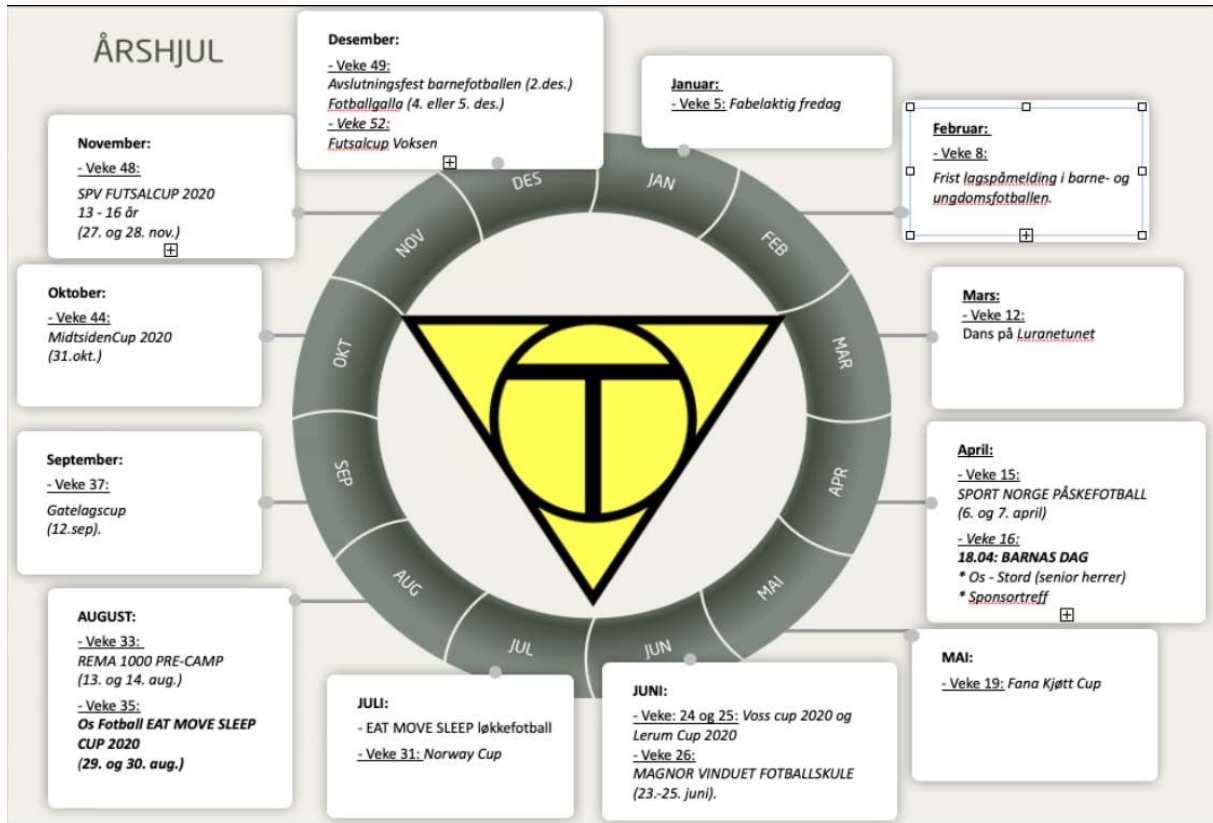 ÅRSHJUL
Desember:
- Veke 49:
Avslutningsfest barnefotballen (2.des.)
Fotballgalla (4. eller 5. des.)
- Veke 52:
Futsalcup Voksen
Januar:
- Veke 5: Fabelaktig fredag
Februar:
- Veke 8:
Frist lagspåmelding i barne- og
ungdomsfotballen.
Mars:
- Veke 12:
Dans på Luranetunet
April:
- Veke 15:
SPORT NORGE PÅSKEFOTBALL
(6. og 7. april)
- Veke 16:
18.04: BARNAS DAG
* Os - Stord (senior herrer)
* Sponsortreff
MAI:
- Veke 19: Fana Kjøtt Cup
JUNI:
- Veke: 24 og 25: Voss cup 2020 og
Lerum Cup 2020
- Veke 26:
MAGNOR VINDUET FOTBALLSKULE
(23.-25. juni).
JULI:
- EAT MOVE SLEEP løkkefotball
- Veke 31: Norway Cup
AUGUST:
- Veke 33:
REMA 1000 PRE-CAMP
(13. og 14. aug.)
- Veke 35:
Os Fotball EAT MOVE SLEEP
CUP 2020
(29. og 30. aug.)
September:
- Veke 37:
Gatelagscup
(12.sep).
Oktober:
- Veke 44:
MidtsidenCup 2020
(31.okt.)
November:
- Veke 48:
SPV FUTSALCUP 2020
13 - 16 år
(27. og 28. nov.)
JAN
FEB
MAR
APR
MAI
JUN
JUL
AUG
SEP
OKT
NOV
DES
T